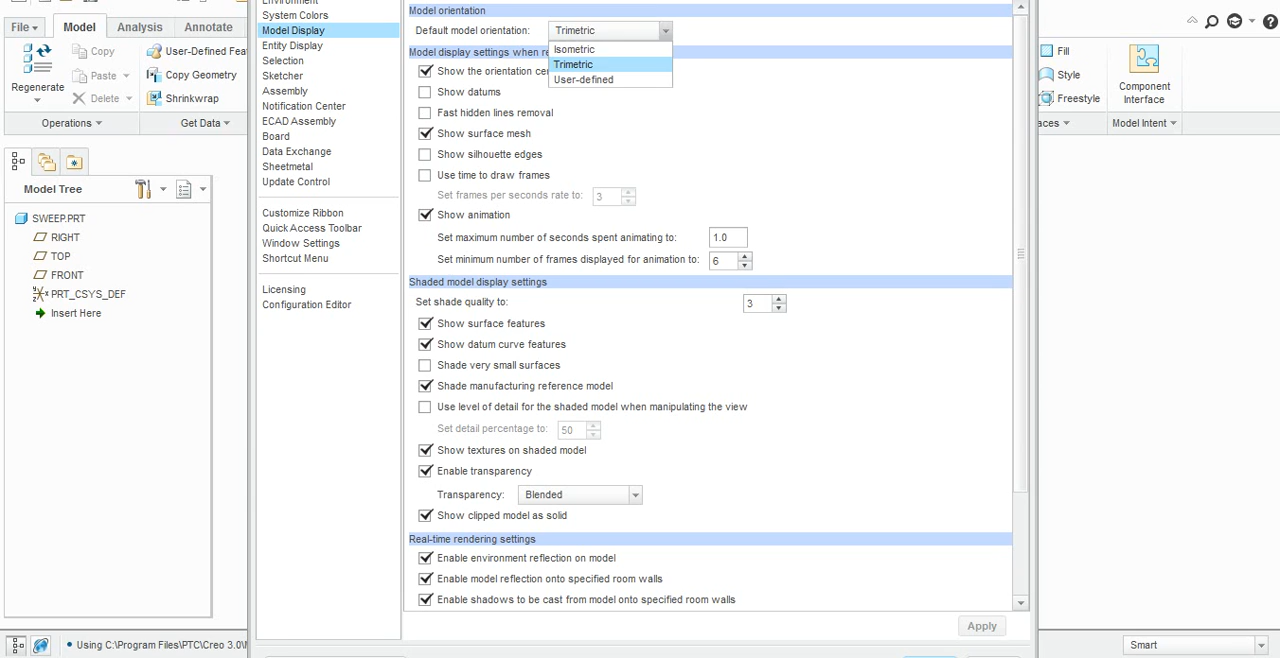 File
Model
Analysis
Annotate
Regenerate
Copy
Paste
Delete
User-Defined Fea
Copy Geometry
Shrinkwrap
Operations
Get Data
Model Tree
SWEEP.PRT
RIGHT
TOP
FRONT
PRT_CSYS_DEF
Insert Here
Environment
System Colors
Model Display
Entity Display
Selection
Sketcher
Assembly
Notification Center
ECAD Assembly
Board
Data Exchange
Sheetmetal
Update Control
Customize Ribbon
Quick Access Toolbar
Window Settings
Shortcut Menu
Licensing
Configuration Editor
Model orientation
Default model orientation: Trimetric
Isometric
Trimetric
User-defined
Model display settings when re
Show the orientation cen
Show datums
Fast hidden lines removal
Show surface mesh
Show silhouette edges
Use time to draw frames
Set frames per seconds rate to: 3
Show animation
Set maximum number of seconds spent animating to: 1.0
Set minimum number of frames displayed for animation to: 6
Shaded model display settings
Set shade quality to: 3
Show surface features
Show datum curve features
Shade very small surfaces
Shade manufacturing reference model
Use level of detail for the shaded model when manipulating the view
Set detail percentage to: 50
Show textures on shaded model
Enable transparency
Transparency: Blended
Show clipped model as solid
Real-time rendering settings
Enable environment reflection on model
Enable model reflection onto specified room walls
Enable shadows to be cast from model onto specified room walls
Apply
Fill
Style
Freestyle
aces
Component
Interface
Model Intent
Using C:\Program Files\PTC\Creo 3.0\
Smart